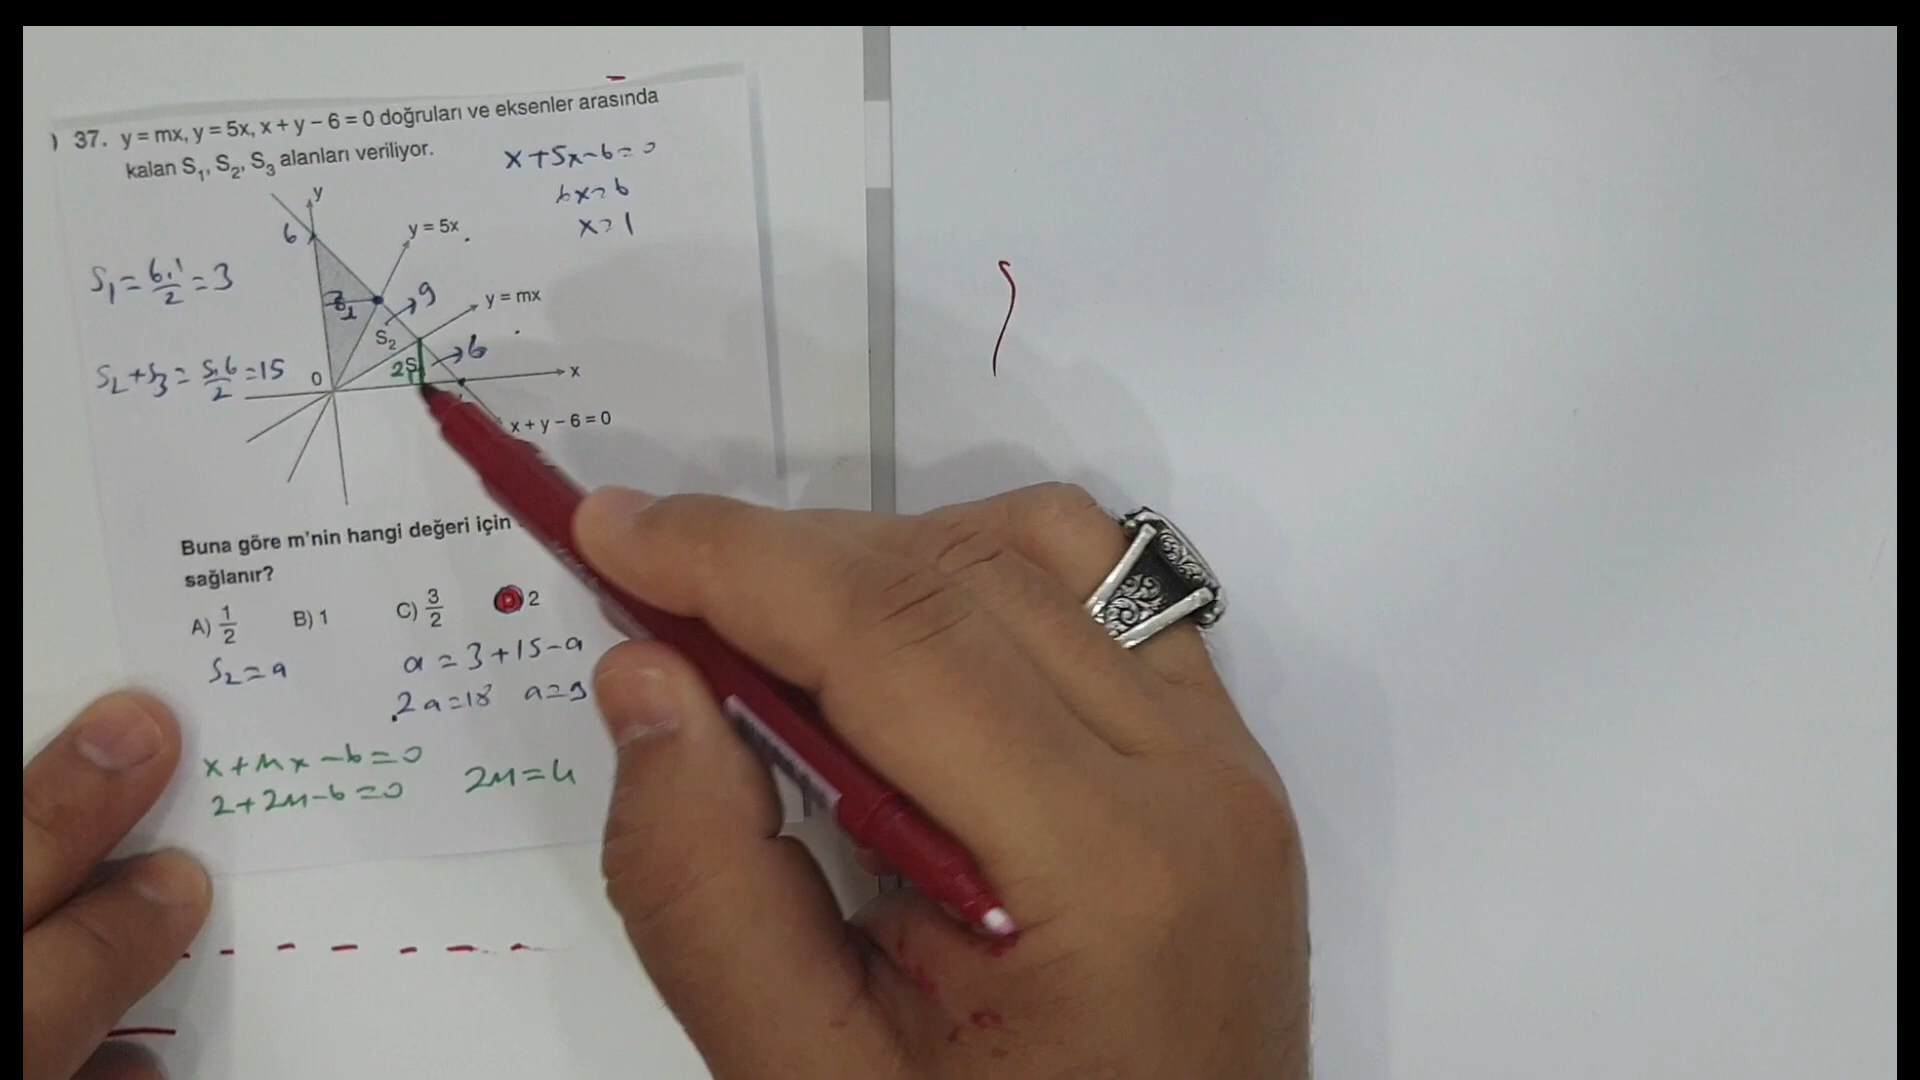 37. y = mx, y = 5x, x + y – 6 = 0 doğruları ve eksenler arasında
kalan S₁, S₂, S₃ alanları veriliyor.
x+5x-6=0
6x=6
x=1
y
6
y = 5x
S₁ = 6.1/2 = 3
9
y = mx
S₂
6
2
S₂+S₃ = 5.6/2 = 15
0
x
x + y – 6 = 0
Buna göre m'nin hangi değeri için
sağlanır?
A) 1/2 B) 1 C) 3/2 D) 2
S₂ = a
a = 3+15-a
2a=18 a=9
x+mx-6=0
2+2m-6=0 2m=4